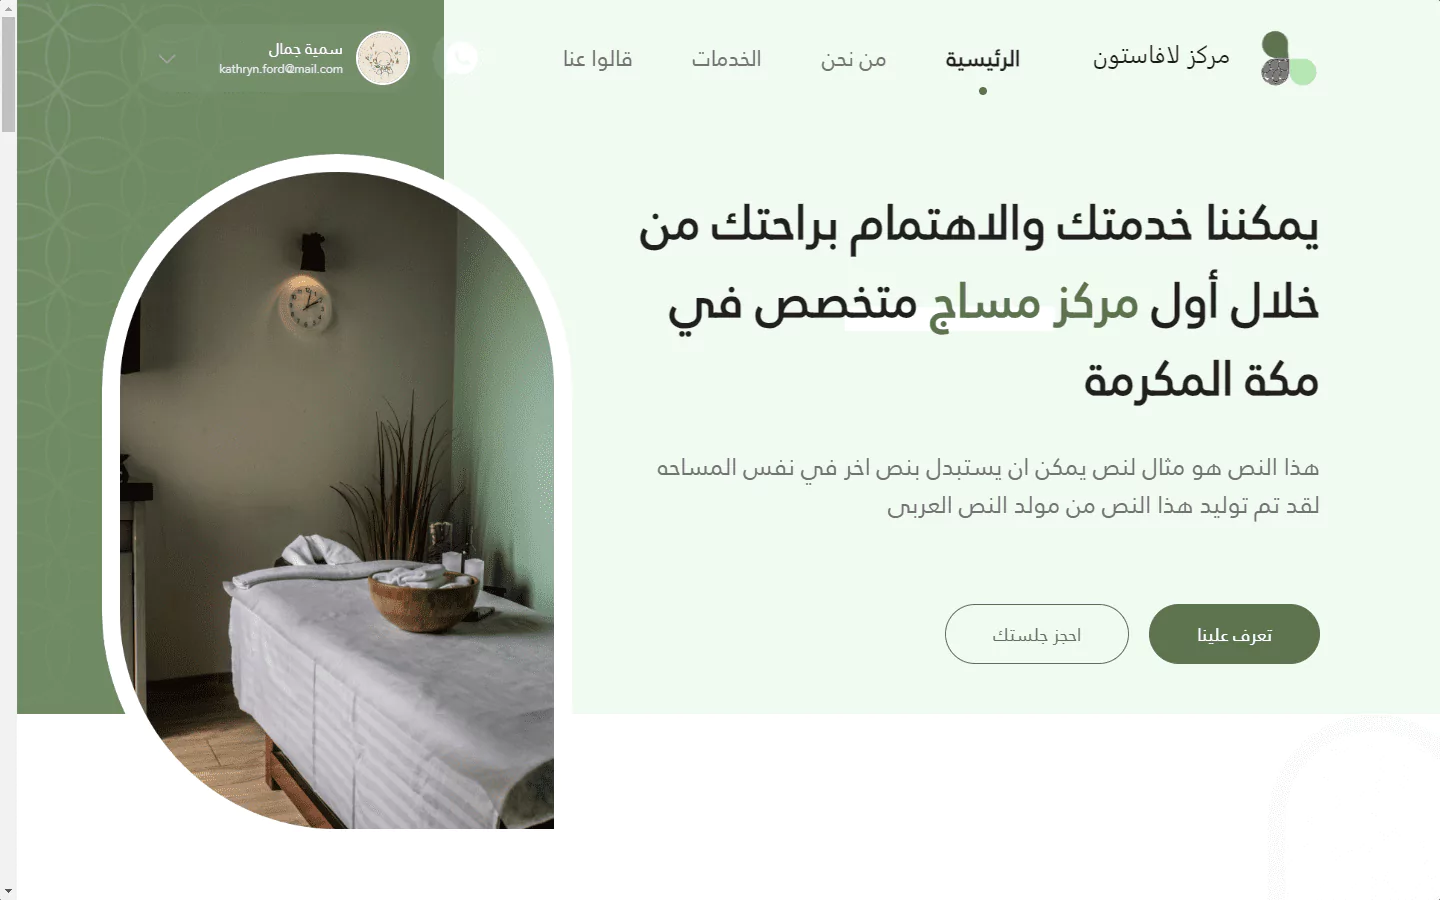 مركز لافاستون
الرئيسية
من نحن
الخدمات
قالوا عنا
سمية جمال
kathryn.ford@mail.com
يمكننا خدمتك والاهتمام براحتك من
خلال أول مركز مساج متخصص في
مكة المكرمة
هذا النص هو مثال لنص يمكن ان يستبدل بنص اخر في نفس المساحه
لقد تم توليد هذا النص من مولد النص العربى
تعرف علينا
احجز جلستك